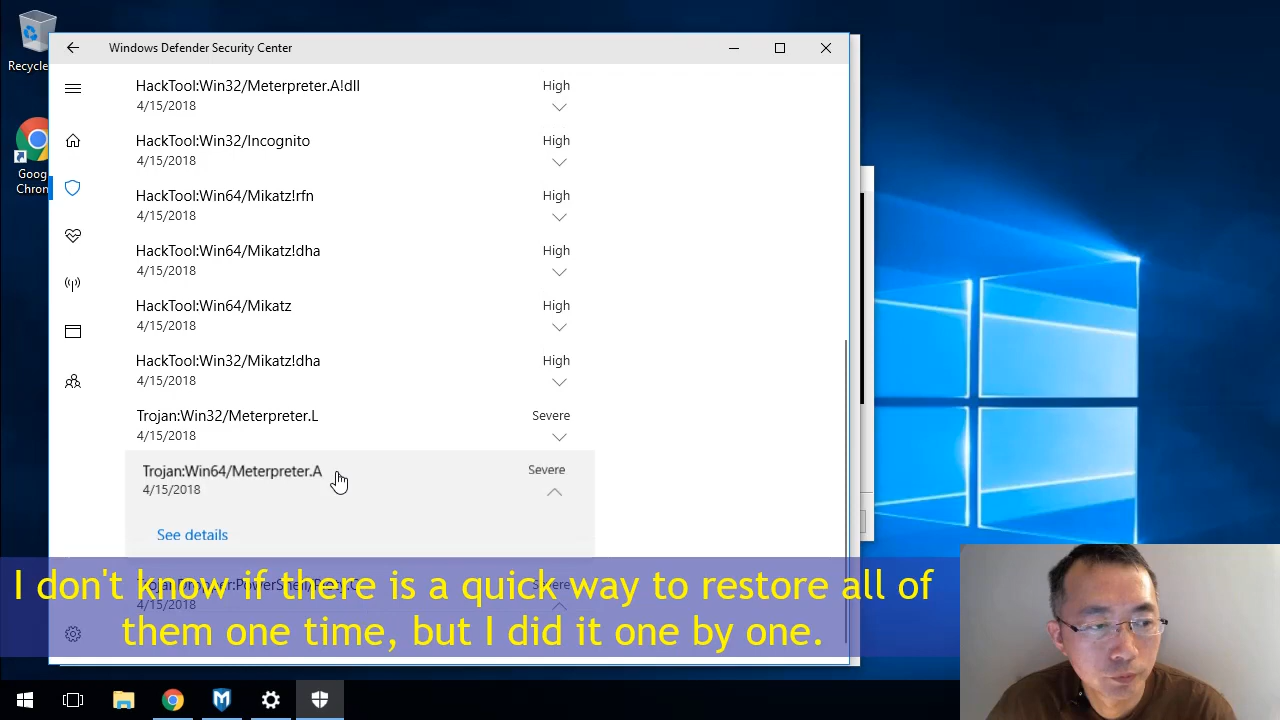 Recycle
Windows Defender Security Center
HackTool:Win32/Meterpreter.A!dll High
4/15/2018
HackTool:Win32/Incognito High
4/15/2018
Goog
Chrom
HackTool:Win64/Mikatz!rfn High
4/15/2018
HackTool:Win64/Mikatz!dha High
4/15/2018
HackTool:Win64/Mikatz High
4/15/2018
HackTool:Win32/Mikatz!dha High
4/15/2018
Trojan:Win32/Meterpreter.L Severe
4/15/2018
Trojan:Win64/Meterpreter.A Severe
4/15/2018
See details
Severe
4/15/2018
I don't know if there is a quick way to restore all of
them one time, but I did it one by one.